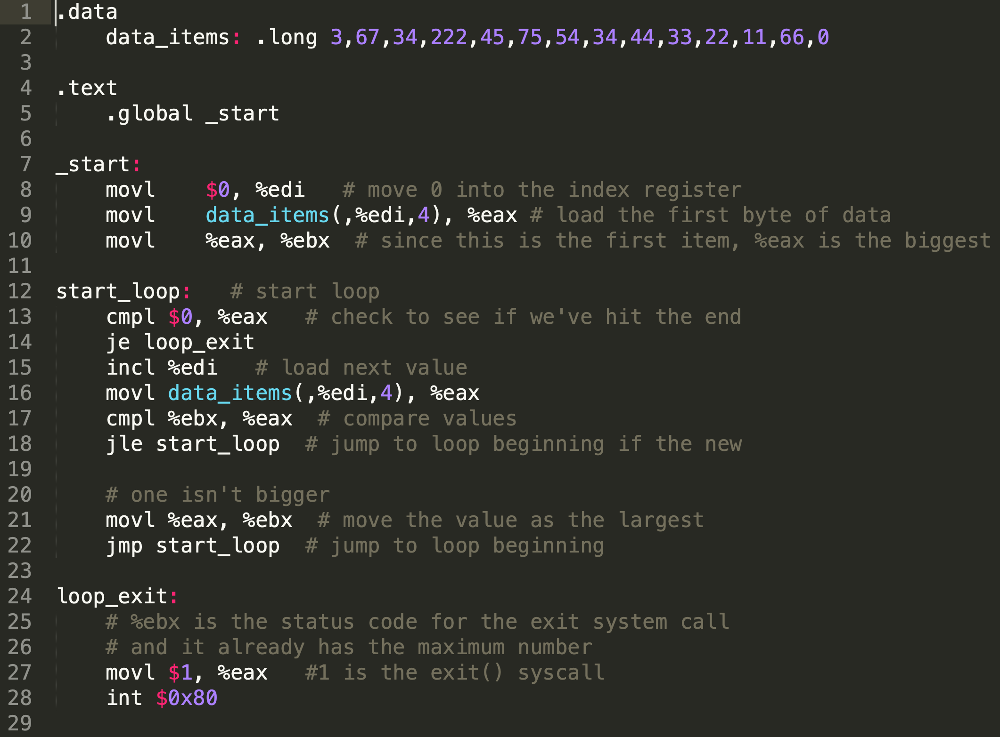 1 .data
2 data_items: .long 3,67,34,222,45,75,54,34,44,33,22,11,66,0
3
4 .text
5 .global _start
6
7 _start:
8 movl $0, %edi # move 0 into the index register
9 movl data_items(,%edi,4), %eax # load the first byte of data
10 movl %eax, %ebx # since this is the first item, %eax is the biggest
11
12 start_loop: # start loop
13 cmpl $0, %eax # check to see if we've hit the end
14 je loop_exit
15 incl %edi # load next value
16 movl data_items(,%edi,4), %eax
17 cmpl %ebx, %eax # compare values
18 jle start_loop # jump to loop beginning if the new
19
20 # one isn't bigger
21 movl %eax, %ebx # move the value as the largest
22 jmp start_loop # jump to loop beginning
23
24 loop_exit:
25 # %ebx is the status code for the exit system call
26 # and it already has the maximum number
27 movl $1, %eax #1 is the exit() syscall
28 int $0x80
29